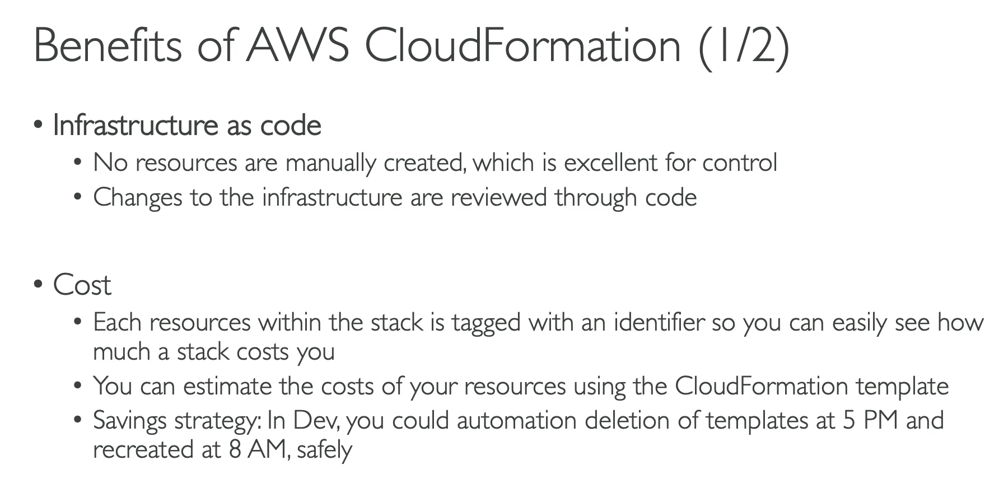 Benefits of AWS CloudFormation (1/2)
• Infrastructure as code
• No resources are manually created, which is excellent for control
• Changes to the infrastructure are reviewed through code
• Cost
• Each resources within the stack is tagged with an identifier so you can easily see how
much a stack costs you
• You can estimate the costs of your resources using the CloudFormation template
• Savings strategy: In Dev, you could automation deletion of templates at 5 PM and
recreated at 8 AM, safely